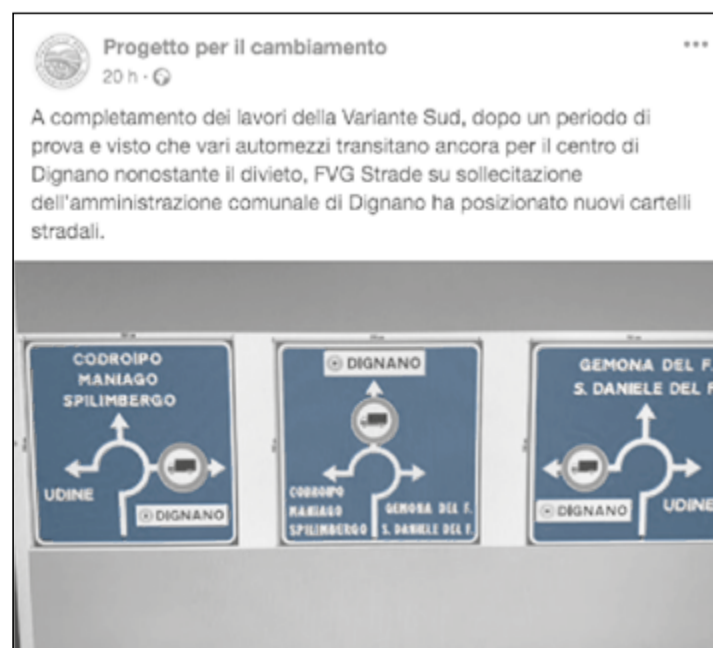 Progetto per il cambiamento
20 h ·
A completamento dei lavori della Variante Sud, dopo un periodo di
prova e visto che vari automezzi transitano ancora per il centro di
Dignano nonostante il divieto, FVG Strade su sollecitazione
dell'amministrazione comunale di Dignano ha posizionato nuovi cartelli
stradali.
CODROIPO
MANIAGO
SPILIMBERGO
UDINE
DIGNANO
DIGNANO
CODROIPO
MANIAGO
SPILIMBERGO
GEMONA DEL F.
S. DANIELE DEL F.
GEMONA DEL F.
S. DANIELE DEL F
DIGNANO
UDINE